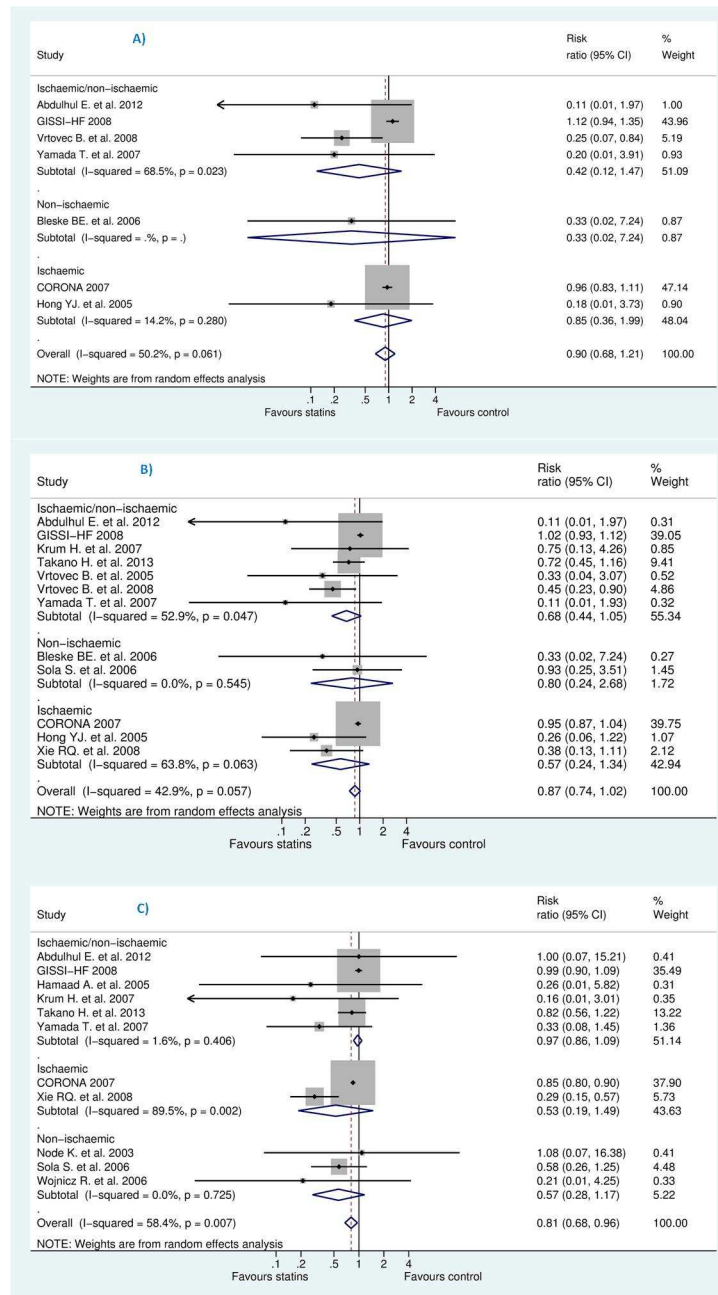 A)
Risk %
Study ratio (95% CI) Weight
Ischaemic/non-ischaemic
Abdulhul E. et al. 2012 0.11 (0.01, 1.97) 1.00
GISSI-HF 2008 1.12 (0.94, 1.35) 43.96
Vrtovec B. et al. 2008 0.25 (0.07, 0.84) 5.19
Yamada T. et al. 2007 0.20 (0.01, 3.91) 0.93
Subtotal (I-squared = 68.5%, p = 0.023) 0.42 (0.12, 1.47) 51.09
.
Non-ischaemic
Bleske BE. et al. 2006 0.33 (0.02, 7.24) 0.87
Subtotal (I-squared = .%, p = .) 0.33 (0.02, 7.24) 0.87
.
Ischaemic
CORONA 2007 0.96 (0.83, 1.11) 47.14
Hong YJ. et al. 2005 0.18 (0.01, 3.73) 0.90
Subtotal (I-squared = 14.2%, p = 0.280) 0.85 (0.36, 1.99) 48.04
.
Overall (I-squared = 50.2%, p = 0.061) 0.90 (0.68, 1.21) 100.00
NOTE: Weights are from random effects analysis
.1 .2 .5 1 2 4
Favours statins Favours control
B)
Risk %
Study ratio (95% CI) Weight
Ischaemic/non-ischaemic
Abdulhul E. et al. 2012 0.11 (0.01, 1.97) 0.31
GISSI-HF 2008 1.02 (0.93, 1.12) 39.05
Krum H. et al. 2007 0.75 (0.13, 4.26) 0.85
Takano H. et al. 2013 0.72 (0.45, 1.16) 9.41
Vrtovec B. et al. 2005 0.33 (0.04, 3.07) 0.52
Vrtovec B. et al. 2008 0.45 (0.23, 0.90) 4.86
Yamada T. et al. 2007 0.11 (0.01, 1.93) 0.32
Subtotal (I-squared = 52.9%, p = 0.047) 0.68 (0.44, 1.05) 55.34
.
Non-ischaemic
Bleske BE. et al. 2006 0.33 (0.02, 7.24) 0.27
Sola S. et al. 2006 0.93 (0.25, 3.51) 1.45
Subtotal (I-squared = 0.0%, p = 0.545) 0.80 (0.24, 2.68) 1.72
.
Ischaemic
CORONA 2007 0.95 (0.87, 1.04) 39.75
Hong YJ. et al. 2005 0.26 (0.06, 1.22) 1.07
Xie RQ. et al. 2008 0.38 (0.13, 1.11) 2.12
Subtotal (I-squared = 63.8%, p = 0.063) 0.57 (0.24, 1.34) 42.94
.
Overall (I-squared = 42.9%, p = 0.057) 0.87 (0.74, 1.02) 100.00
NOTE: Weights are from random effects analysis
.1 .2 .5 1 2 4
Favours statins Favours control
C)
Risk %
Study ratio (95% CI) Weight
Ischaemic/non-ischaemic
Abdulhul E. et al. 2012 1.00 (0.07, 15.21) 0.41
GISSI-HF 2008 0.99 (0.90, 1.09) 35.49
Hamaad A. et al. 2005 0.26 (0.01, 5.82) 0.31
Krum H. et al. 2007 0.16 (0.01, 3.01) 0.35
Takano H. et al. 2013 0.82 (0.56, 1.22) 13.22
Yamada T. et al. 2007 0.33 (0.08, 1.45) 1.36
Subtotal (I-squared = 1.6%, p = 0.406) 0.97 (0.86, 1.09) 51.14
.
Ischaemic
CORONA 2007 0.85 (0.80, 0.90) 37.90
Xie RQ. et al. 2008 0.29 (0.15, 0.57) 5.73
Subtotal (I-squared = 89.5%, p = 0.002) 0.53 (0.19, 1.49) 43.63
.
Non-ischaemic
Node K. et al. 2003 1.08 (0.07, 16.38) 0.41
Sola S. et al. 2006 0.58 (0.26, 1.25) 4.48
Wojnicz R. et al. 2006 0.21 (0.01, 4.25) 0.33
Subtotal (I-squared = 0.0%, p = 0.725) 0.57 (0.28, 1.17) 5.22
.
Overall (I-squared = 58.4%, p = 0.007) 0.81 (0.68, 0.96) 100.00
NOTE: Weights are from random effects analysis
.1 .2 .5 1 2 4
Favours statins Favours control